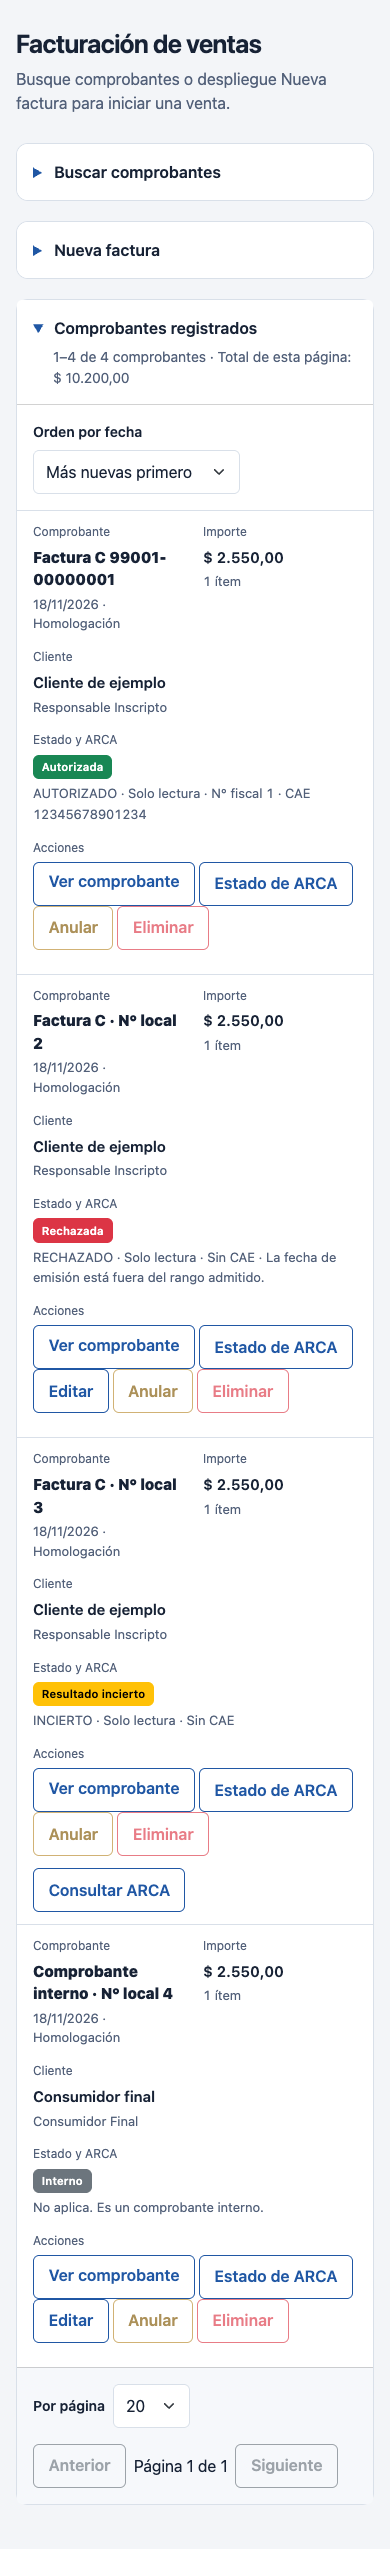 Facturación de ventas
Busque comprobantes o despliegue Nueva
factura para iniciar una venta.
Buscar comprobantes
Nueva factura
Comprobantes registrados
1–4 de 4 comprobantes · Total de esta página:
$ 10.200,00
Orden por fecha
Más nuevas primero
Comprobante
Factura C 99001-
00000001
18/11/2026 ·
Homologación
Importe
$ 2.550,00
1 ítem
Cliente
Cliente de ejemplo
Responsable Inscripto
Estado y ARCA
Autorizada
AUTORIZADO · Solo lectura · Nº fiscal 1 · CAE
12345678901234
Acciones
Ver comprobante Estado de ARCA
Anular Eliminar
Comprobante
Factura C · Nº local
2
18/11/2026 ·
Homologación
Importe
$ 2.550,00
1 ítem
Cliente
Cliente de ejemplo
Responsable Inscripto
Estado y ARCA
Rechazada
RECHAZADO · Solo lectura · Sin CAE · La fecha de
emisión está fuera del rango admitido.
Acciones
Ver comprobante Estado de ARCA
Editar Anular Eliminar
Comprobante
Factura C · Nº local
3
18/11/2026 ·
Homologación
Importe
$ 2.550,00
1 ítem
Cliente
Cliente de ejemplo
Responsable Inscripto
Estado y ARCA
Resultado incierto
INCIERTO · Solo lectura · Sin CAE
Acciones
Ver comprobante Estado de ARCA
Anular Eliminar
Consultar ARCA
Comprobante
Comprobante
interno · Nº local 4
18/11/2026 ·
Homologación
Importe
$ 2.550,00
1 ítem
Cliente
Consumidor final
Consumidor Final
Estado y ARCA
Interno
No aplica. Es un comprobante interno.
Acciones
Ver comprobante Estado de ARCA
Editar Anular Eliminar
Por página 20
Anterior Página 1 de 1 Siguiente